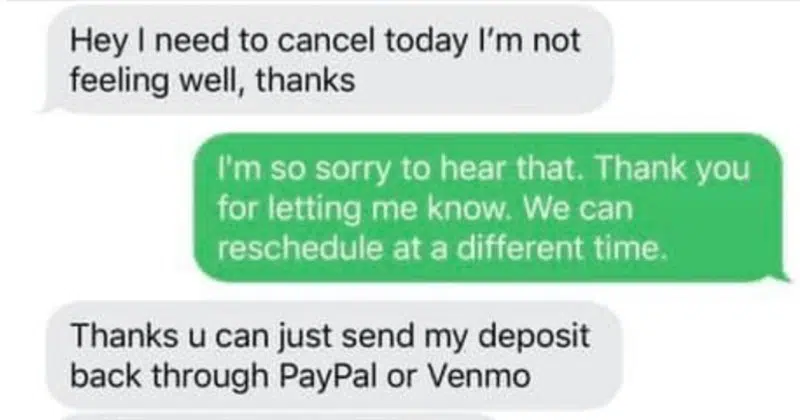 Hey I need to cancel today I’m not
feeling well, thanks
I'm so sorry to hear that. Thank you
for letting me know. We can
reschedule at a different time.
Thanks u can just send my deposit
back through PayPal or Venmo